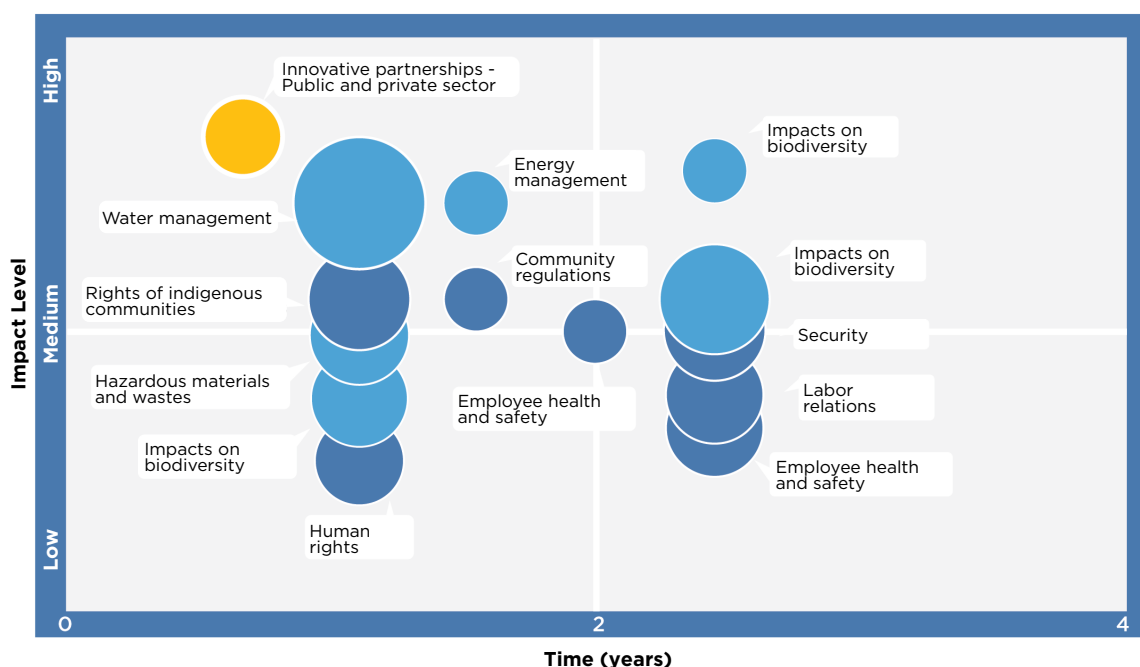 High
Medium
Low
Impact Level
Innovative partnerships -
Public and private sector
Water management
Energy
management
Impacts on
biodiversity
Rights of indigenous
communities
Community
regulations
Impacts on
biodiversity
Security
Hazardous materials
and wastes
Employee health
and safety
Labor
relations
Impacts on
biodiversity
Employee health
and safety
Human
rights
0
2
4
Time (years)